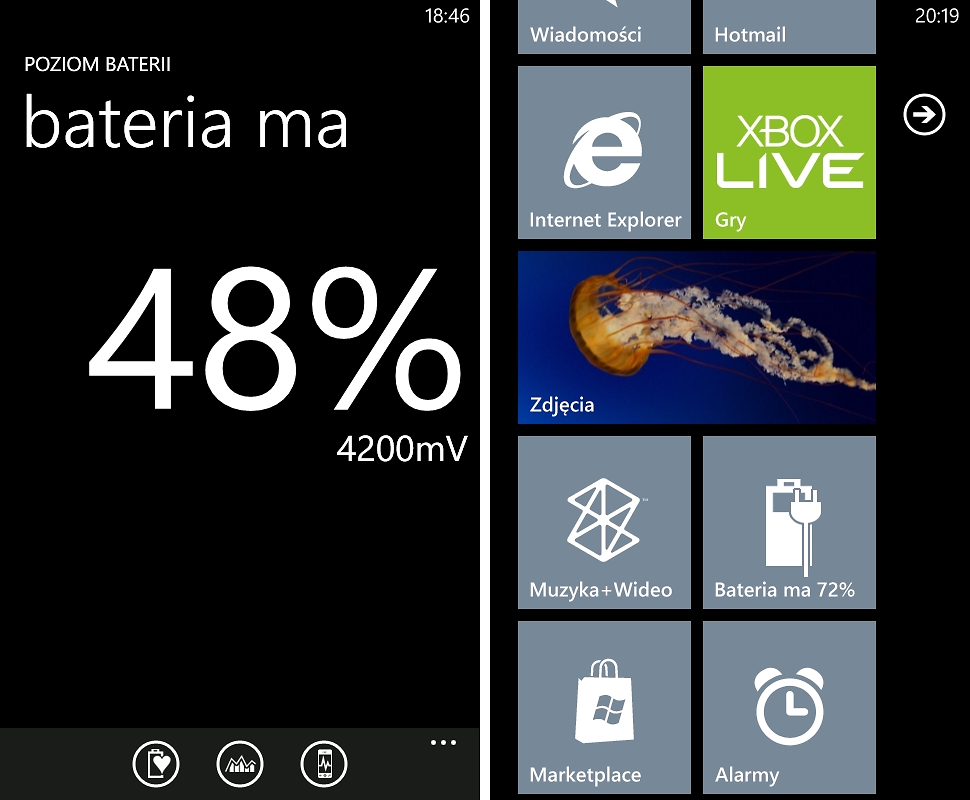 18:46
POZIOM BATERII
bateria ma
48%
4200mV
20:19
Wiadomości
Hotmail
Internet Explorer
XBOX
LIVE
Gry
Zdjęcia
Muzyka+Wideo
Bateria ma 72%
Marketplace
Alarmy